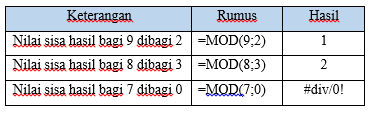 Keterangan Rumus Hasil
Nilai sisa hasil bagi 9 dibagi 2 =MOD(9;2) 1
Nilai sisa hasil bagi 8 dibagi 3 =MOD(8;3) 2
Nilai sisa hasil bagi 7 dibagi 0 =MOD(7;0) #div/0!